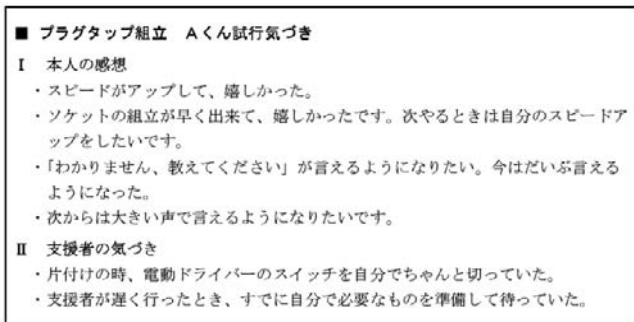 ■ プラグタップ組立 Aくん試行気づき
Ⅰ 本人の感想
・スピードがアップして、嬉しかった。
・ソケットの組立が早く出来て、嬉しかったです。次やるときは自分のスピードア
ップをしたいです。
・「わかりません、教えてください」が言えるようになりたい。今はだいぶ言える
ようになった。
・次からは大きい声で言えるようになりたいです。
Ⅱ 支援者の気づき
・片付けの時、電動ドライバーのスイッチを自分でちゃんと切っていた。
・支援者が遅く行ったとき、すでに自分で必要なものを準備して待っていた。